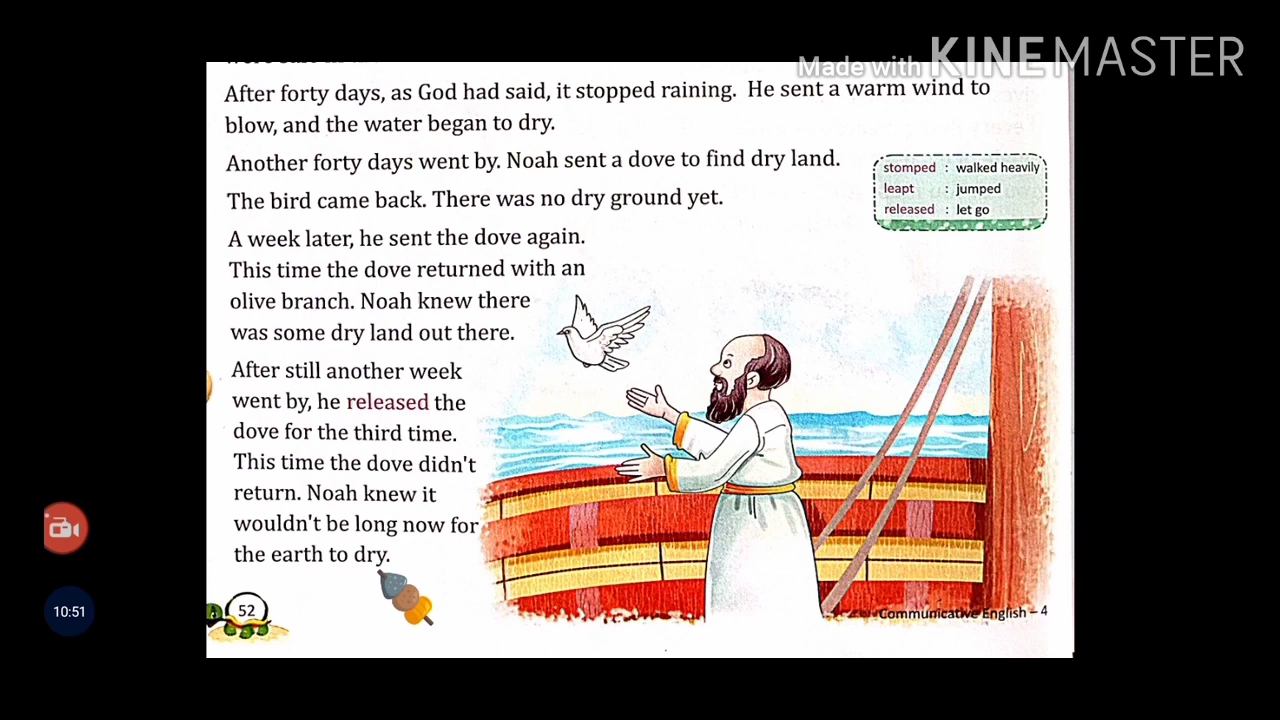 Made with KINEMASTER
After forty days, as God had said, it stopped raining. He sent a warm wind to
blow, and the water began to dry.
Another forty days went by. Noah sent a dove to find dry land.
The bird came back. There was no dry ground yet.
stomped : walked heavily
leapt : jumped
released : let go
A week later, he sent the dove again.
This time the dove returned with an
olive branch. Noah knew there
was some dry land out there.
After still another week
went by, he released the
dove for the third time.
This time the dove didn't
return. Noah knew it
wouldn't be long now for
the earth to dry.
10:51
52
Communicative English – 4